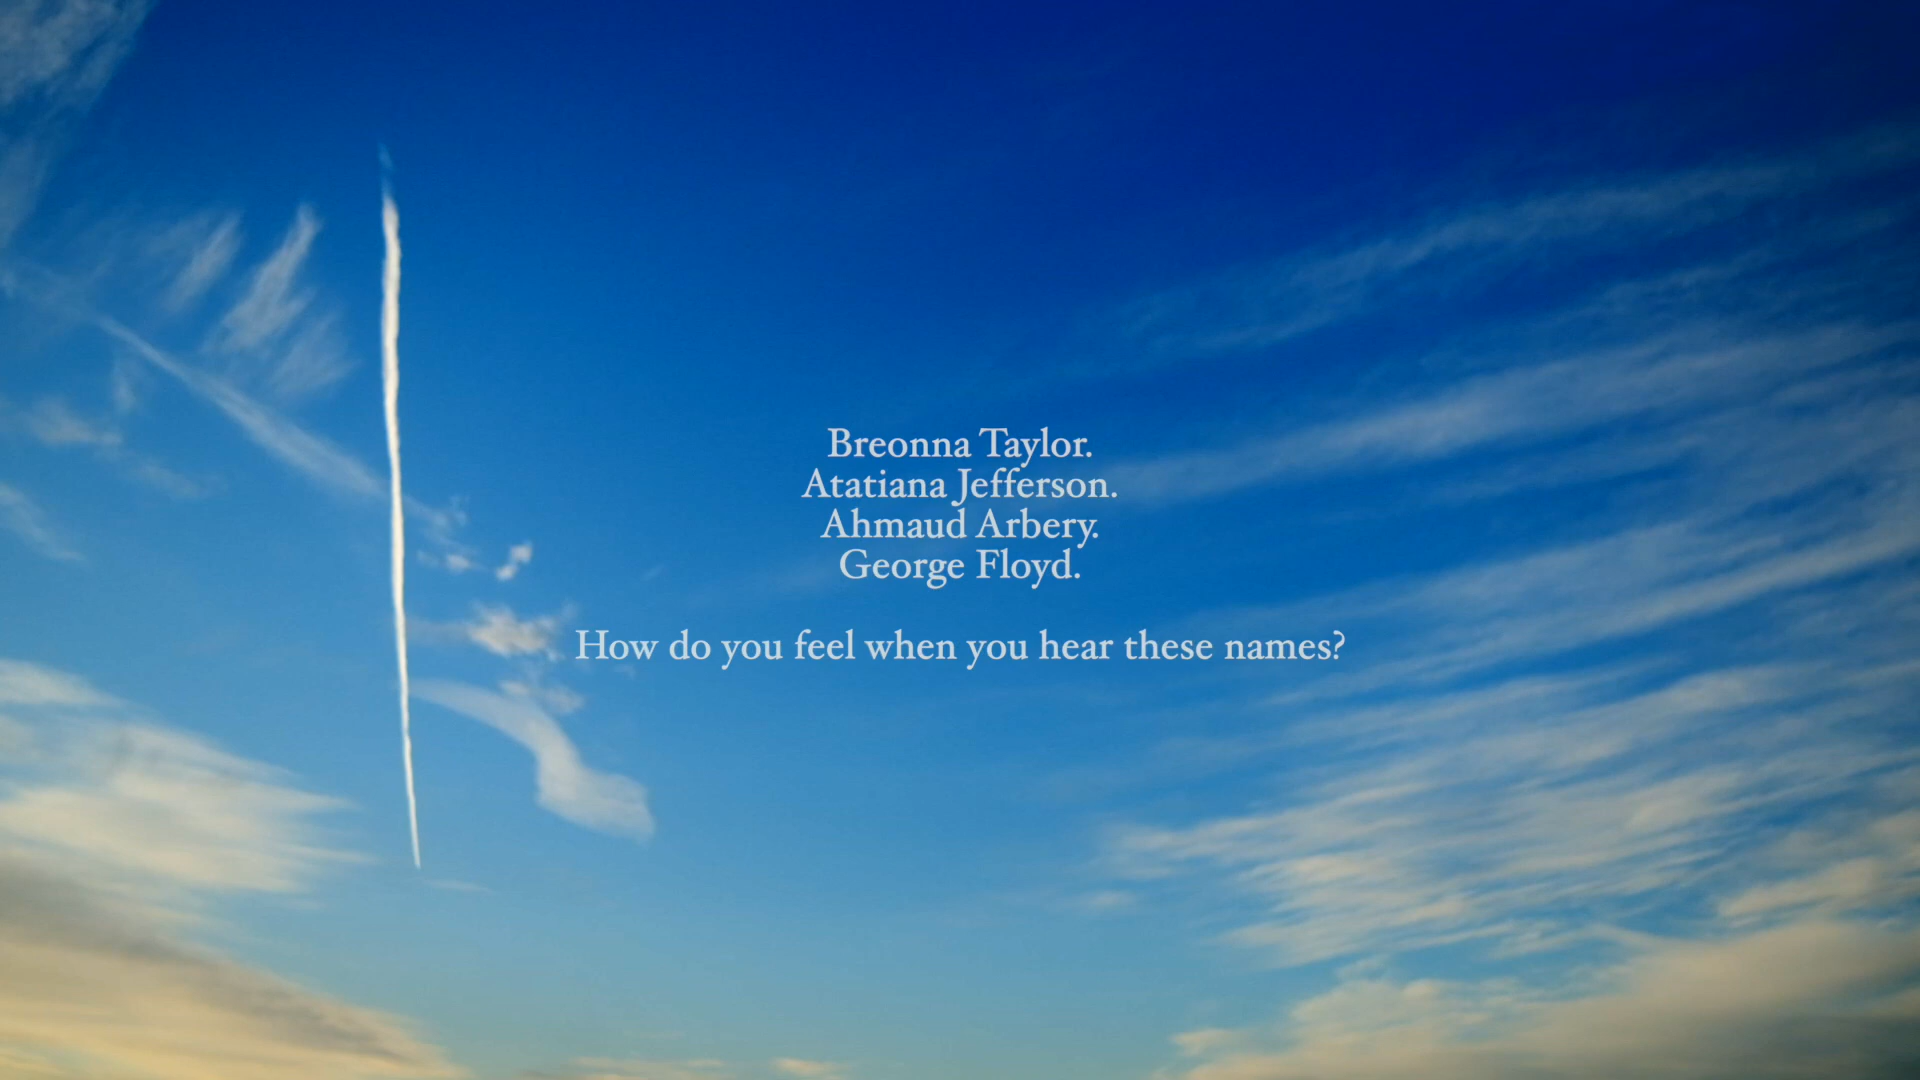 Breonna Taylor.
Atatiana Jefferson.
Ahmaud Arbery.
George Floyd.
How do you feel when you hear these names?